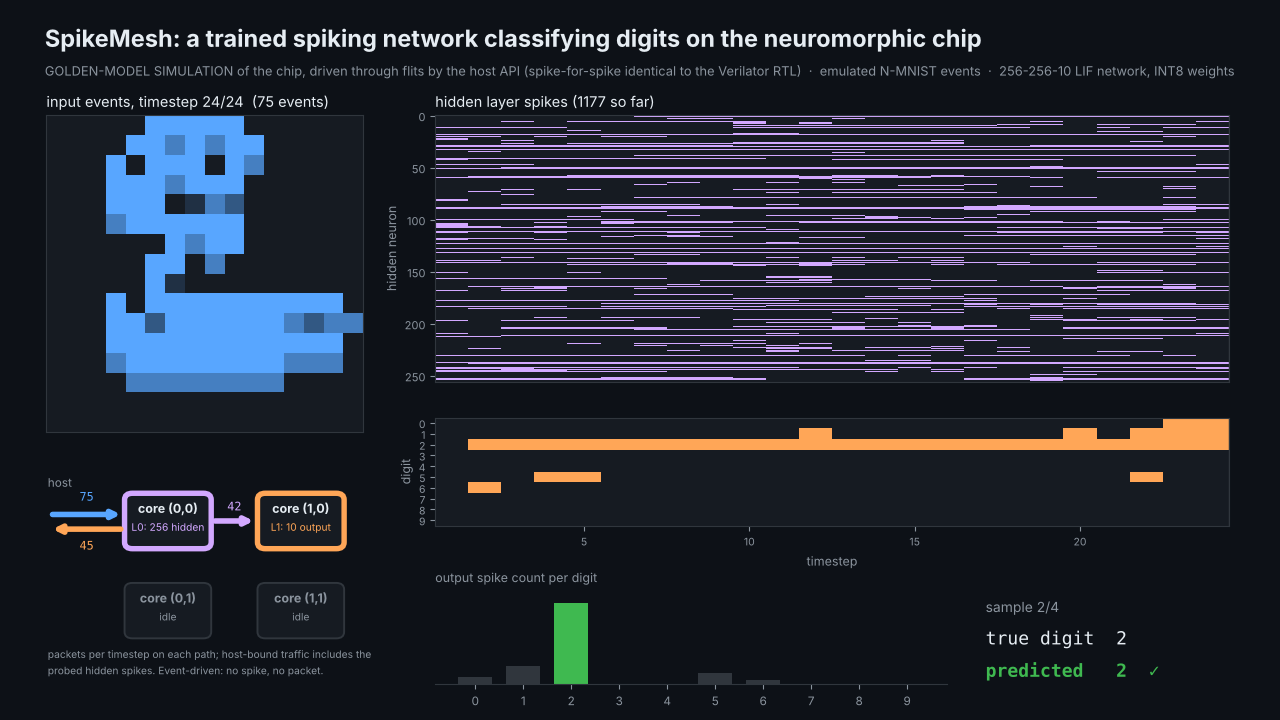 SpikeMesh: a trained spiking network classifying digits on the neuromorphic chip
GOLDEN-MODEL SIMULATION of the chip, driven through flits by the host API (spike-for-spike identical to the Verilator RTL) · emulated N-MNIST events · 256-256-10 LIF network, INT8 weights
input events, timestep 24/24 (75 events)
hidden layer spikes (1177 so far)
hidden neuron
0
50
100
150
200
250
digit
0
1
2
3
4
5
6
7
8
9
5
10
15
20
timestep
host
75
45
core (0,0)
L0: 256 hidden
42
core (1,0)
L1: 10 output
core (0,1)
idle
core (1,1)
idle
packets per timestep on each path; host-bound traffic includes the
probed hidden spikes. Event-driven: no spike, no packet.
output spike count per digit
0 1 2 3 4 5 6 7 8 9
sample 2/4
true digit 2
predicted 2 ✓